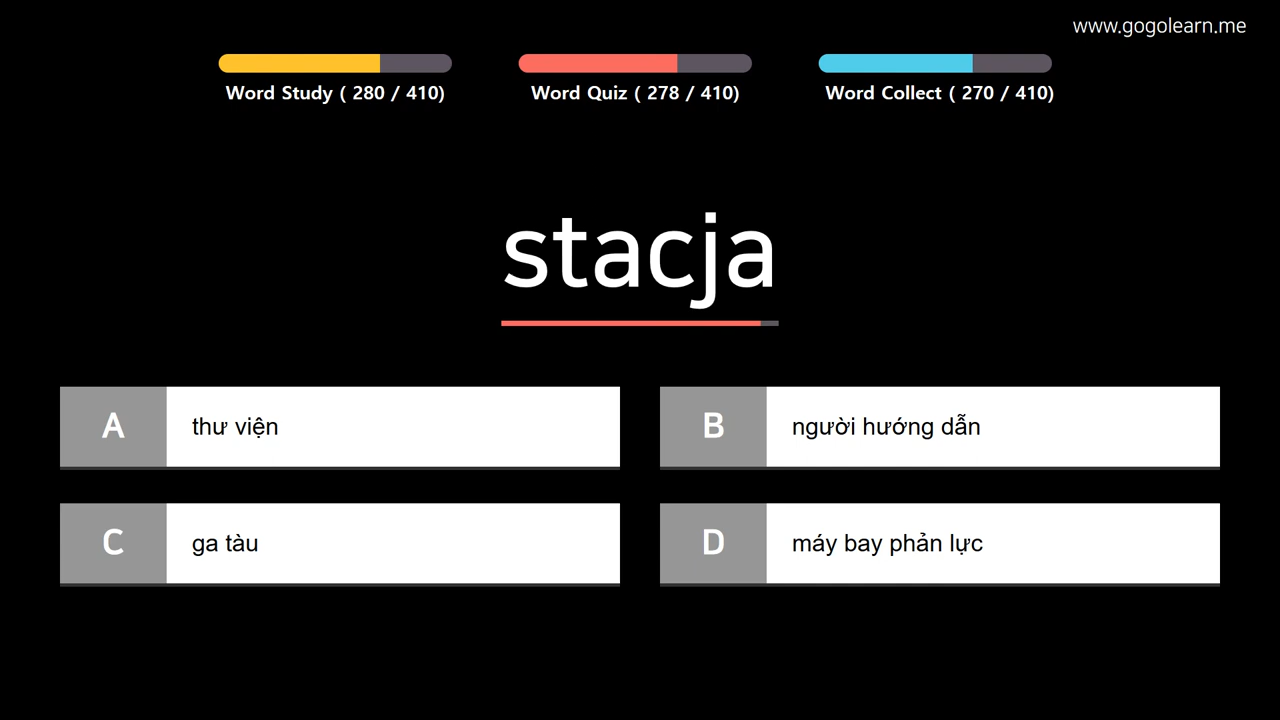 www.gogolearn.me
Word Study ( 280 / 410)
Word Quiz ( 278 / 410)
Word Collect ( 270 / 410)
stacja
A thư viện
B người hướng dẫn
C ga tàu
D máy bay phản lực